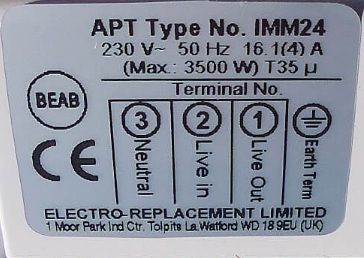 APT Type No. IMM24
230 V~ 50 Hz 16.1(4) A
(Max.: 3500 W) T35 µ
Terminal No.
BEAB
CE
3 Neutral
2 Live in
1 Live Out
Earth Term
ELECTRO-REPLACEMENT LIMITED
1 Moor Park Ind Ctr. Tolpits La.Watford WD 18 9EU (UK)